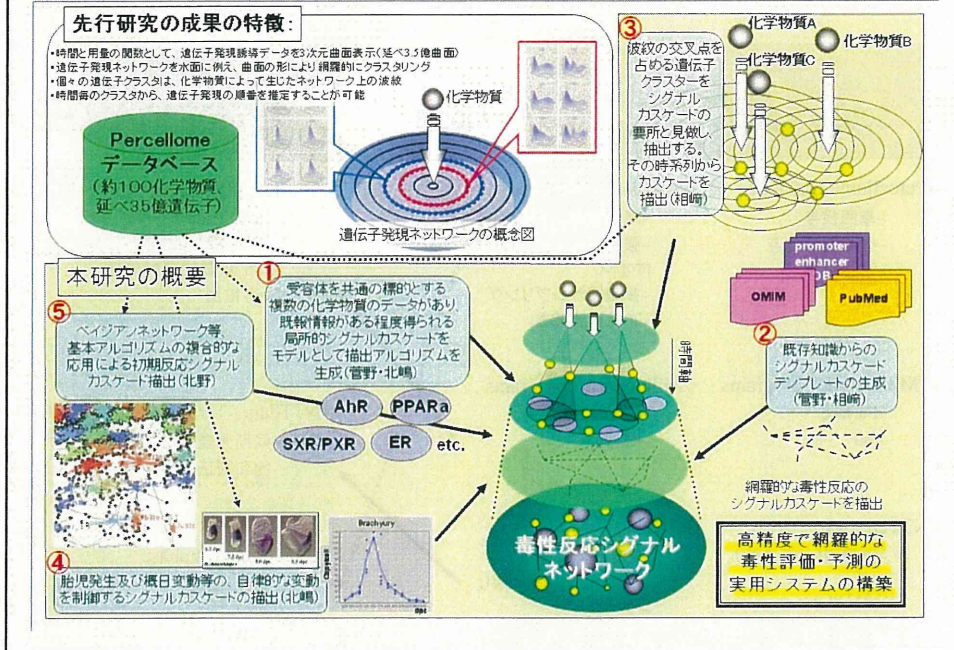 先行研究の成果の特徴:
・時間と用量の関数として、遺伝子発現誘導データを3次元曲面表示(延べ3.5億曲面)
・遺伝子発現ネットワークを水面に例え、曲面の形により網羅的にクラスタリング
・個々の遺伝子クラスタは、化学物質によって生じたネットワーク上の波紋
・時間毎のクラスタから、遺伝子発現の順番を推定することが可能
化学物質
Percellome
データベース
(約100化学物質、
延べ35億遺伝子)
遺伝子発現ネットワークの概念図
③
波紋の交叉点を
占める遺伝子
クラスターを
シグナル
カスケードの
要所と見做し、
抽出する。
その時系列から
カスケードを
描出(相﨑)
化学物質A
化学物質B
化学物質C
本研究の概要
①
受容体を共通の標的とする
複数の化学物質のデータがあり、
既報情報がある程度得られる
局所的シグナルカスケードを
モデルとして描出アルゴリズムを
生成(菅野・北嶋)
⑤
ベイジアンネットワーク等、
基本アルゴリズムの複合的な
応用による初期反応シグナル
カスケード描出(北野)
AhR
PPARa
SXR/PXR
ER
etc.
時間軸
promoter
enhancer
DB
OMIM
PubMed
②
既存知識からの
シグナルカスケード
テンプレートの生成
(菅野・相﨑)
網羅的な毒性反応の
シグナルカスケードを描出
Brachyury
④
胎児発生及び概日変動等の、自律的な変動
を制御するシグナルカスケードの描出(北嶋)
毒性反応シグナル
ネットワーク
高精度で網羅的な
毒性評価・予測の
実用システムの構築